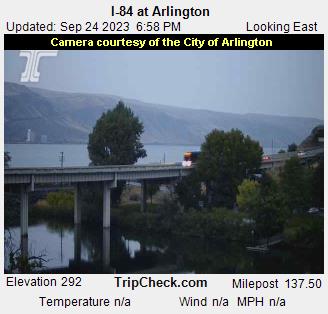 I-84 at Arlington
Updated: Sep 24 2023 6:58 PM Looking East
Camera courtesy of the City of Arlington
Elevation 292 TripCheck.com Milepost 137.50
Temperature n/a Wind n/a MPH n/a